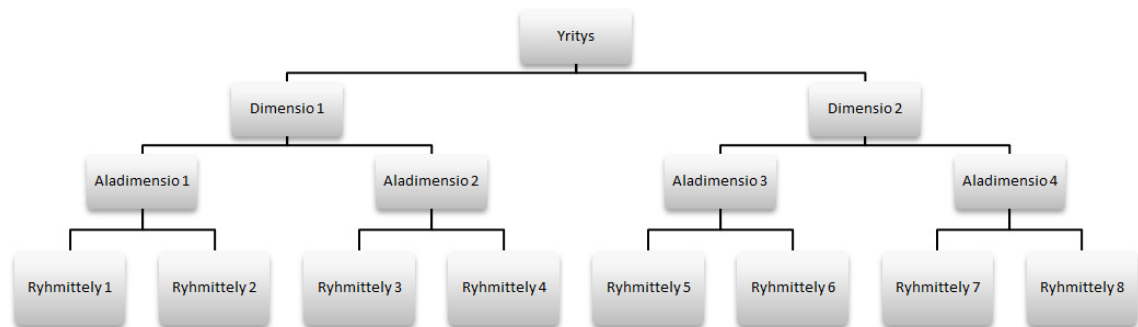 Yritys
Dimensio 1
Dimensio 2
Aladimensio 1
Aladimensio 2
Aladimensio 3
Aladimensio 4
Ryhmittely 1
Ryhmittely 2
Ryhmittely 3
Ryhmittely 4
Ryhmittely 5
Ryhmittely 6
Ryhmittely 7
Ryhmittely 8